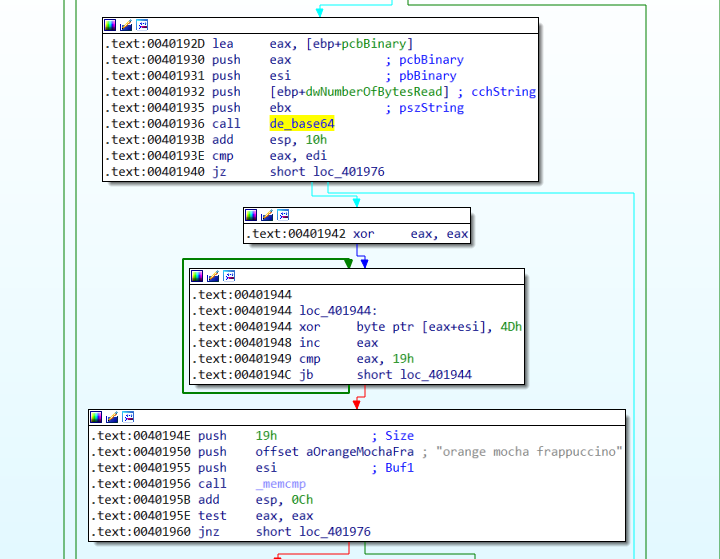 .text:0040192D lea eax, [ebp+pcbBinary]
.text:00401930 push eax ; pcbBinary
.text:00401931 push esi ; pbBinary
.text:00401932 push [ebp+dwNumberOfBytesRead] ; cchString
.text:00401935 push ebx ; pszString
.text:00401936 call de_base64
.text:0040193B add esp, 10h
.text:0040193E cmp eax, edi
.text:00401940 jz short loc_401976
.text:00401942 xor eax, eax
.text:00401944
.text:00401944 loc_401944:
.text:00401944 xor byte ptr [eax+esi], 4Dh
.text:00401948 inc eax
.text:00401949 cmp eax, 19h
.text:0040194C jb short loc_401944
.text:0040194E push 19h ; Size
.text:00401950 push offset aOrangeMochaFra ; "orange mocha frappuccino"
.text:00401955 push esi ; Buf1
.text:00401956 call _memcmp
.text:0040195B add esp, 0Ch
.text:0040195E test eax, eax
.text:00401960 jnz short loc_401976